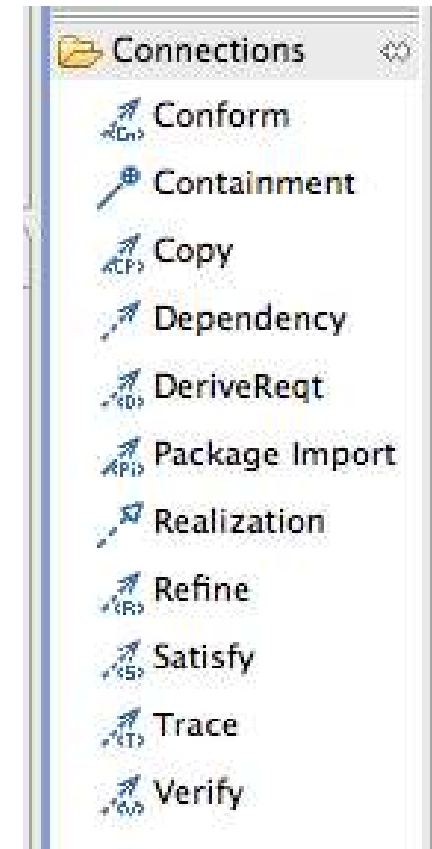 Connections
Conform
Containment
Copy
Dependency
DeriveReqt
Package Import
Realization
Refine
Satisfy
Trace
Verify